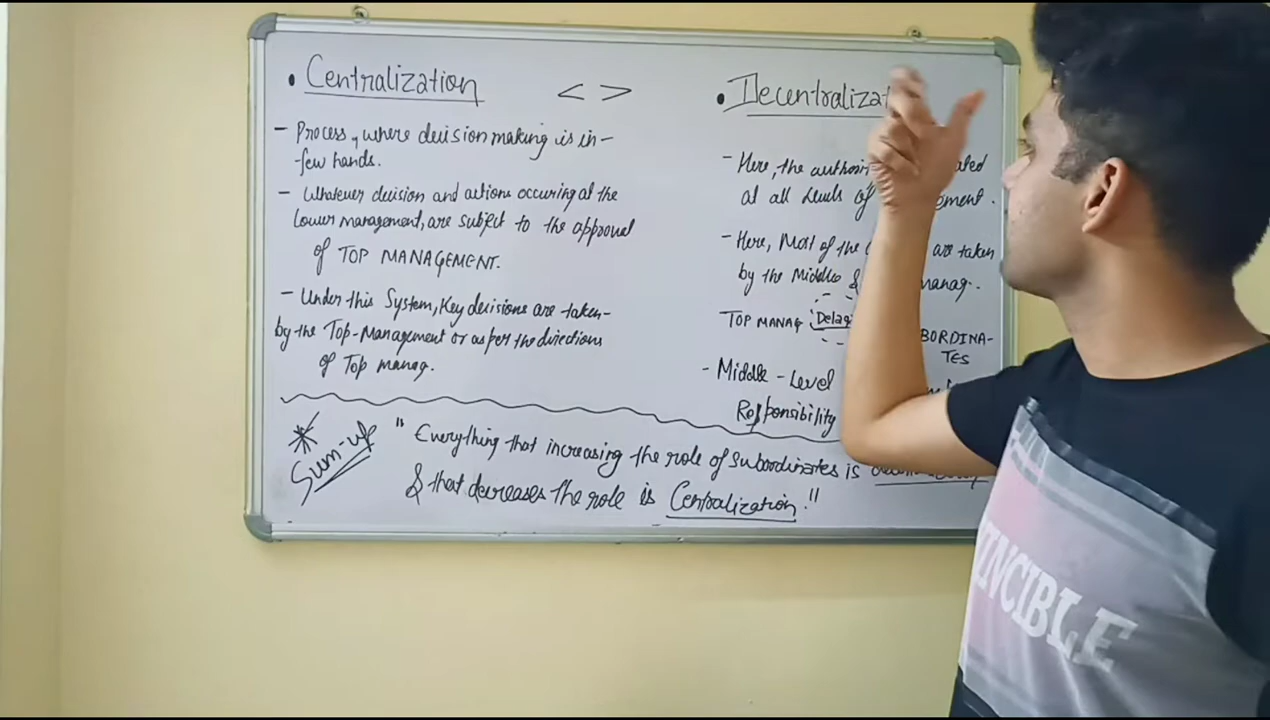 • Centralization
< >
- Process, where decision making is in-
few hands.
- Whatever decision and actions occuring at the
Lower management, are subject to the approval
of TOP MANAGEMENT.
- Under this System, Key decisions are taken-
by the Top-Management or as per the directions
of Top manag.
• Decentralizat
- Here, the authori
at all levels of
- Here, Most of the are taken
by the Middle & manag.
TOP MANAG Delag BORDINA-
TES
- Middle - Level
Responsibility
* Sum-up
" Everything that increasing the role of subordinates is
& that decreases the role is Centralization."
INCIBLE